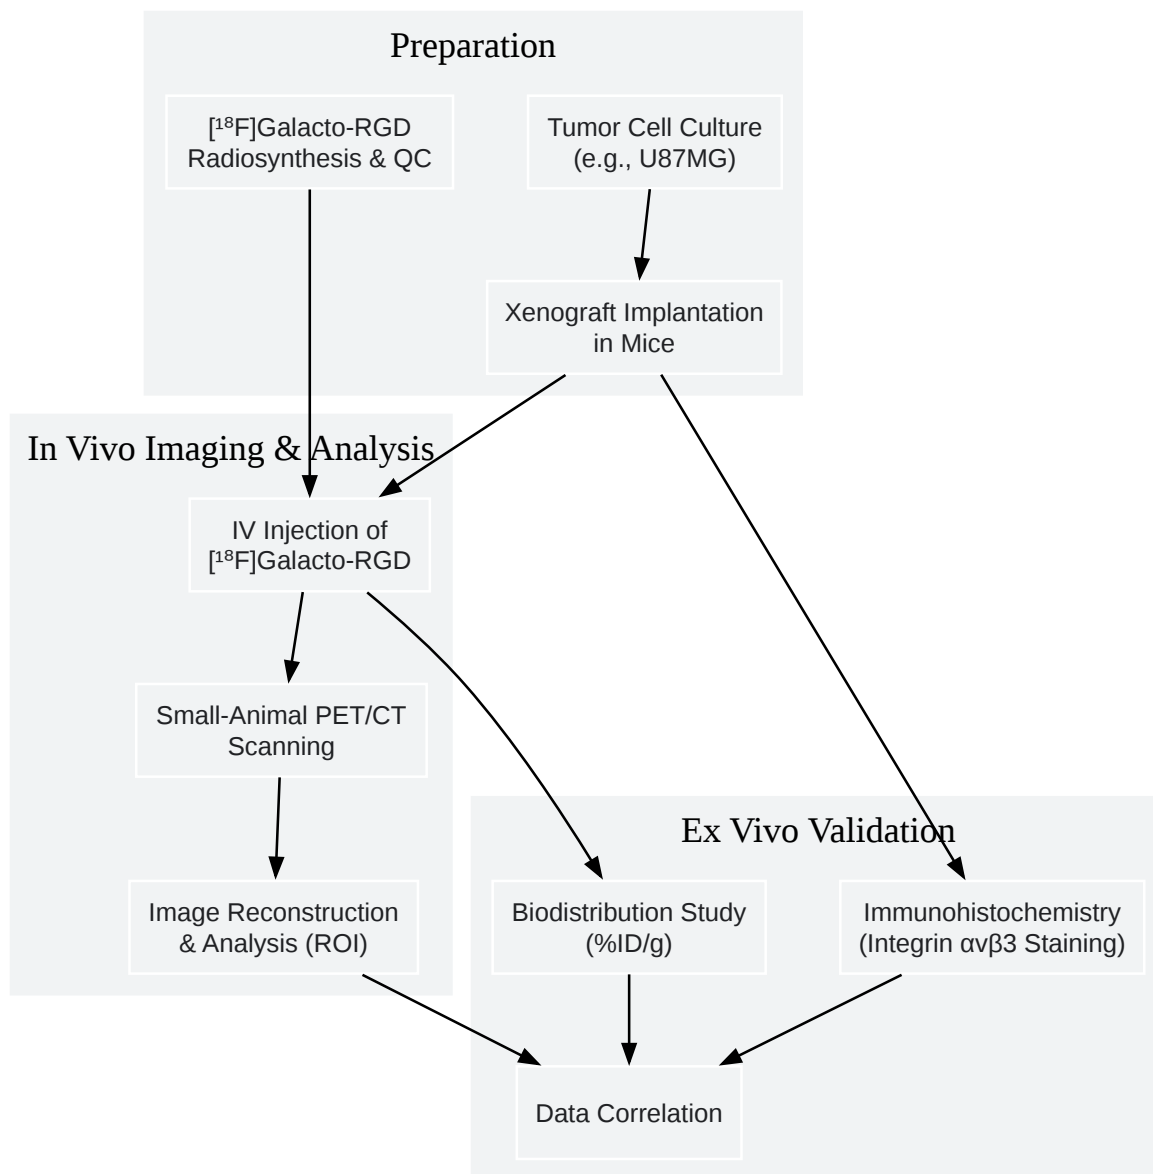 Preparation
[¹⁸F]Galacto-RGD
Radiosynthesis & QC
Tumor Cell Culture
(e.g., U87MG)
Xenograft Implantation
in Mice
In Vivo Imaging & Analysis
IV Injection of
[¹⁸F]Galacto-RGD
Small-Animal PET/CT
Scanning
Image Reconstruction
& Analysis (ROI)
Ex Vivo Validation
Biodistribution Study
(%ID/g)
Immunohistochemistry
(Integrin αvβ3 Staining)
Data Correlation